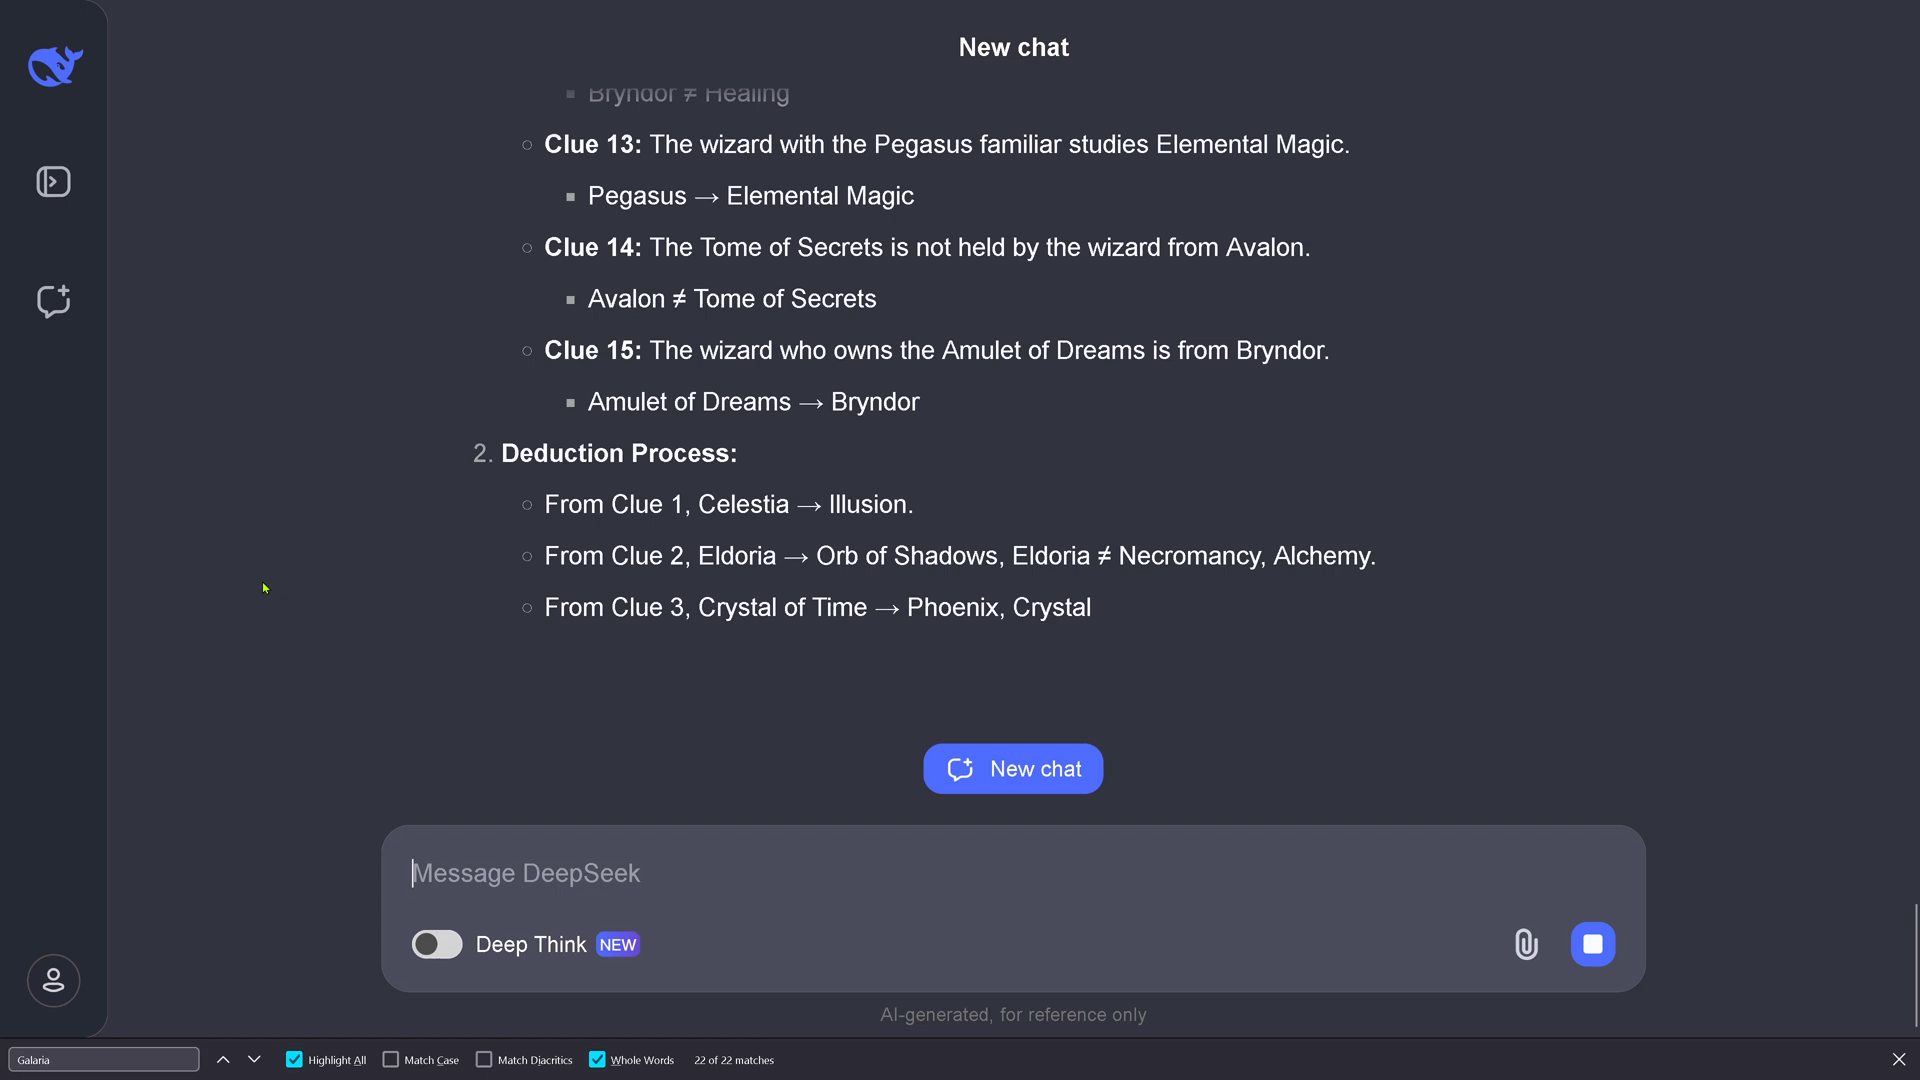 New chat
Bryndor ≠ Healing
Clue 13: The wizard with the Pegasus familiar studies Elemental Magic.
Pegasus → Elemental Magic
Clue 14: The Tome of Secrets is not held by the wizard from Avalon.
Avalon ≠ Tome of Secrets
Clue 15: The wizard who owns the Amulet of Dreams is from Bryndor.
Amulet of Dreams → Bryndor
2. Deduction Process:
From Clue 1, Celestia → Illusion.
From Clue 2, Eldoria → Orb of Shadows, Eldoria ≠ Necromancy, Alchemy.
From Clue 3, Crystal of Time → Phoenix, Crystal
New chat
Message DeepSeek
Deep Think NEW
AI-generated, for reference only
Galaria Highlight All Match Case Match Diacritics Whole Words 22 of 22 matches